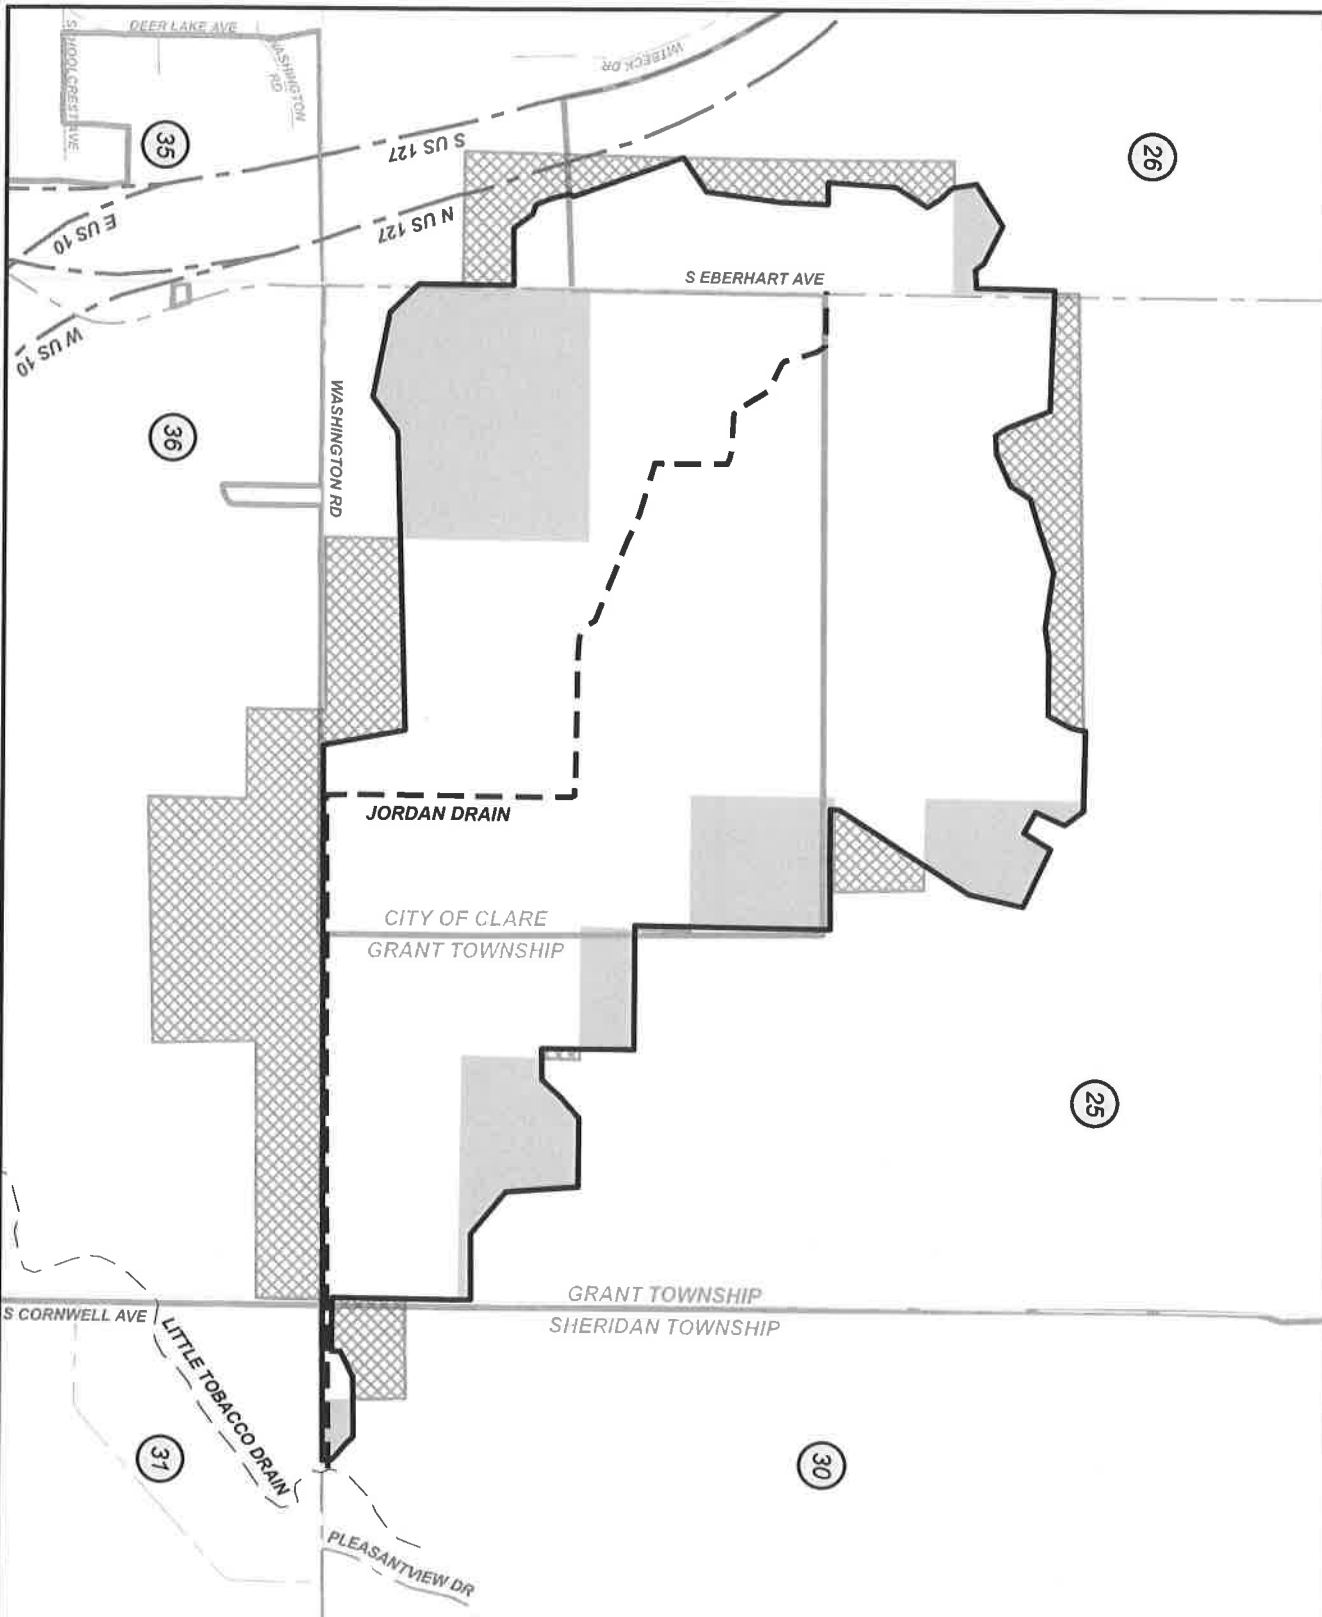 DEER LAKE AVE
SCHOOLCREST AVE
WASHINGTON
RD
WITBECK DR
35
26
S US 127
N US 127
E US 10
W US 10
S EBERHART AVE
36
WASHINGTON RD
JORDAN DRAIN
CITY OF CLARE
GRANT TOWNSHIP
25
GRANT TOWNSHIP
SHERIDAN TOWNSHIP
S CORNWELL AVE
LITTLE TOBACCO DRAIN
31
30
PLEASANTVIEW DR